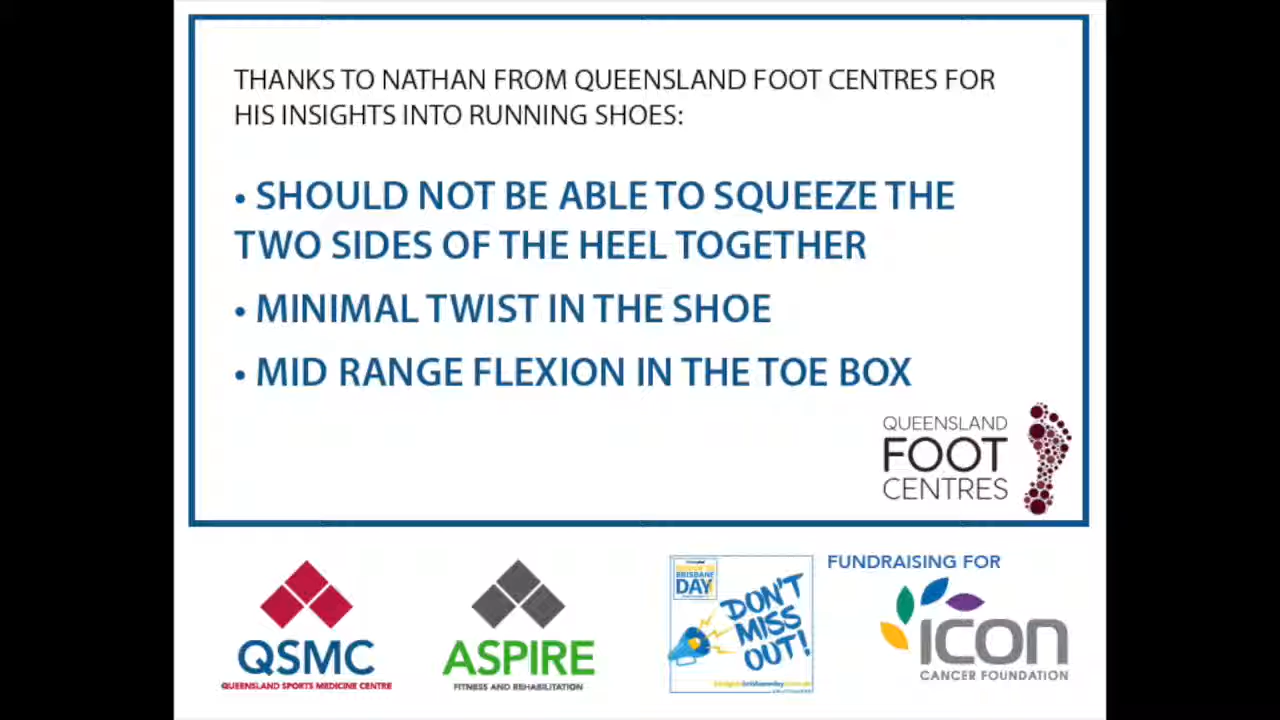 THANKS TO NATHAN FROM QUEENSLAND FOOT CENTRES FOR
HIS INSIGHTS INTO RUNNING SHOES:
• SHOULD NOT BE ABLE TO SQUEEZE THE
TWO SIDES OF THE HEEL TOGETHER
• MINIMAL TWIST IN THE SHOE
• MID RANGE FLEXION IN THE TOE BOX
QUEENSLAND
FOOT
CENTRES
QSMC
QUEENSLAND SPORTS MEDICINE CENTRE
ASPIRE
FITNESS AND REHABILITATION
BRISBANE
DAY
DON'T
MISS
OUT!
FUNDRAISING FOR
icon
CANCER FOUNDATION